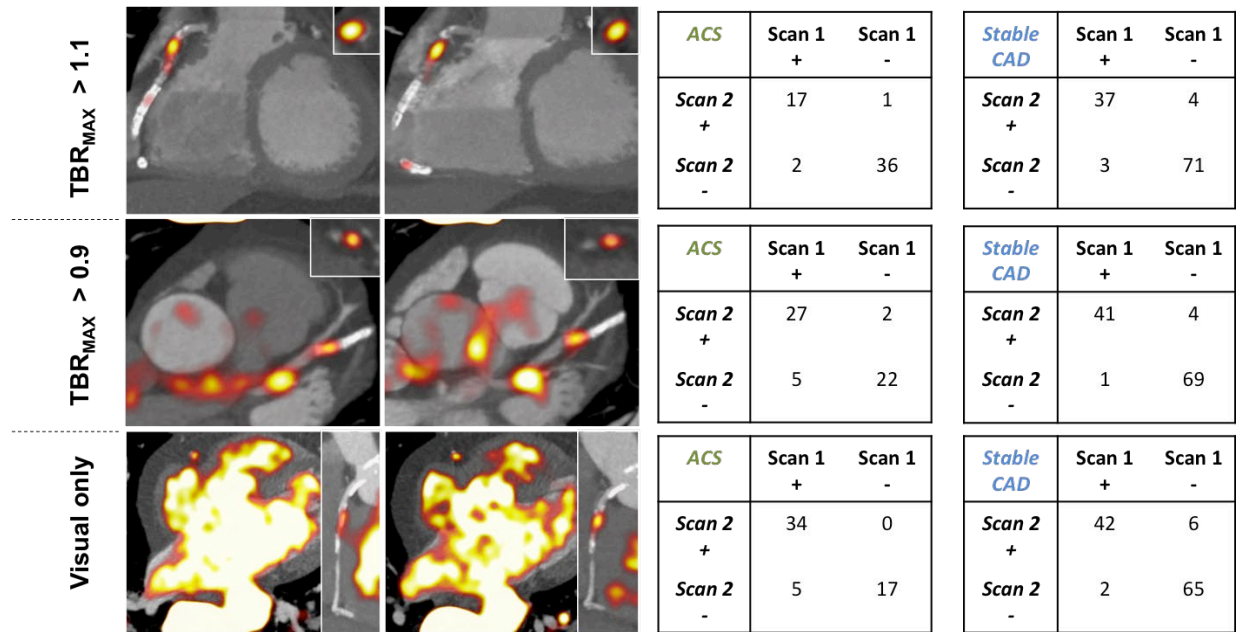 TBR MAX > 1.1
ACS Scan 1 + Scan 1 -
Scan 2 + 17 1
Scan 2 - 2 36
Stable CAD Scan 1 + Scan 1 -
Scan 2 + 37 4
Scan 2 - 3 71
TBR MAX > 0.9
ACS Scan 1 + Scan 1 -
Scan 2 + 27 2
Scan 2 - 5 22
Stable CAD Scan 1 + Scan 1 -
Scan 2 + 41 4
Scan 2 - 1 69
Visual only
ACS Scan 1 + Scan 1 -
Scan 2 + 34 0
Scan 2 - 5 17
Stable CAD Scan 1 + Scan 1 -
Scan 2 + 42 6
Scan 2 - 2 65